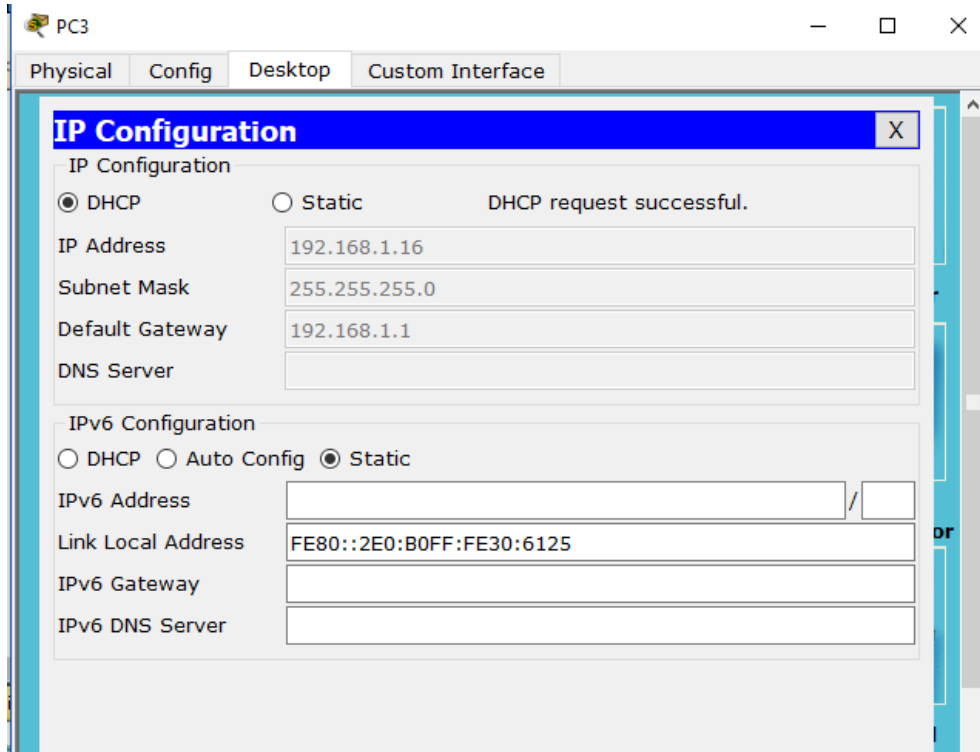 PC3
Physical Config Desktop Custom Interface
IP Configuration X
IP Configuration
DHCP Static DHCP request successful.
IP Address 192.168.1.16
Subnet Mask 255.255.255.0
Default Gateway 192.168.1.1
DNS Server
IPv6 Configuration
DHCP Auto Config Static
IPv6 Address /
Link Local Address FE80::2E0:B0FF:FE30:6125
or
IPv6 Gateway
IPv6 DNS Server